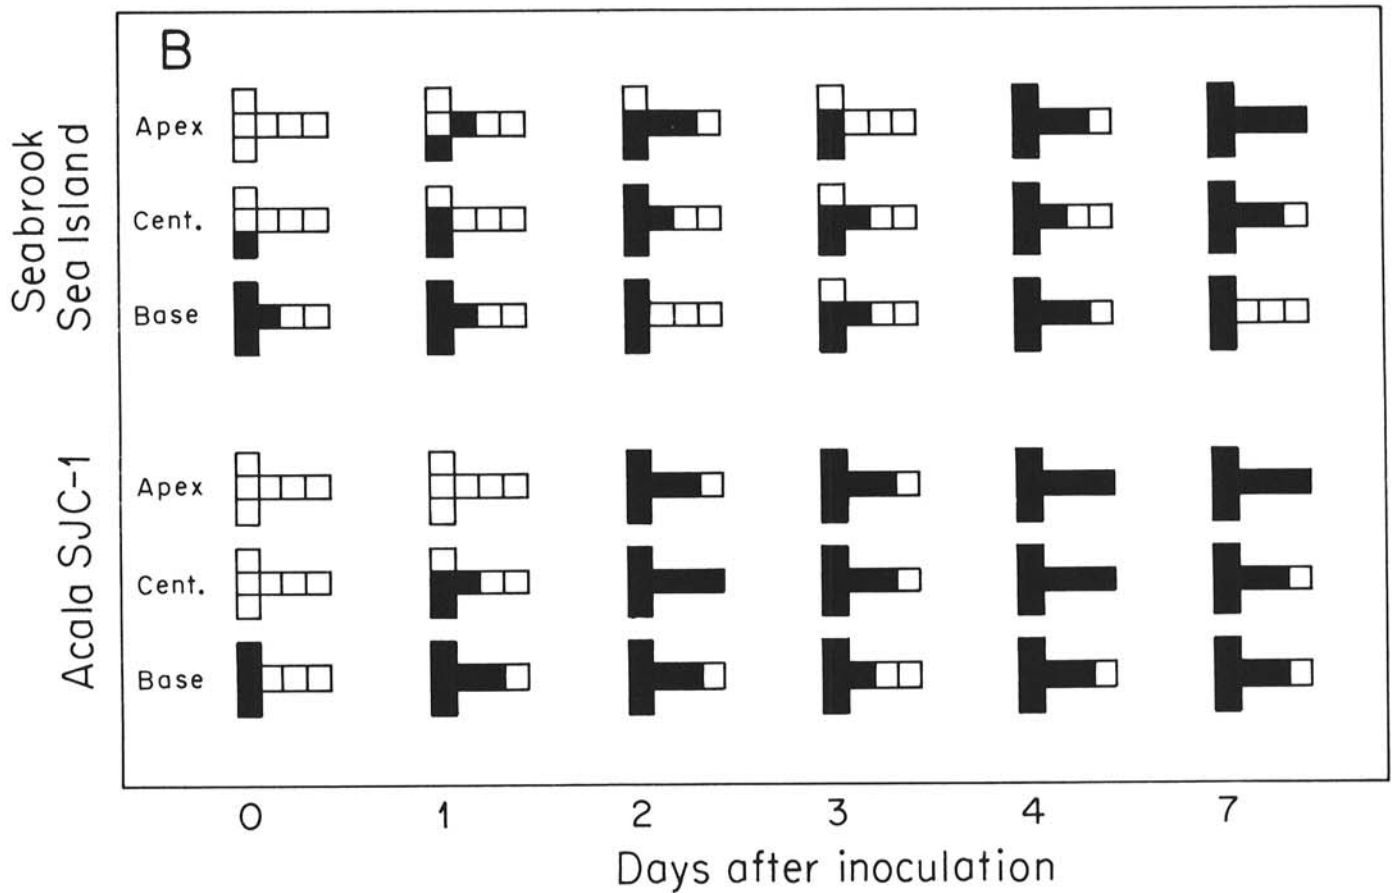 B
Seabrook
Sea Island
Apex
Cent.
Base
Acala SJC-1
Apex
Cent.
Base
0 1 2 3 4 7
Days after inoculation